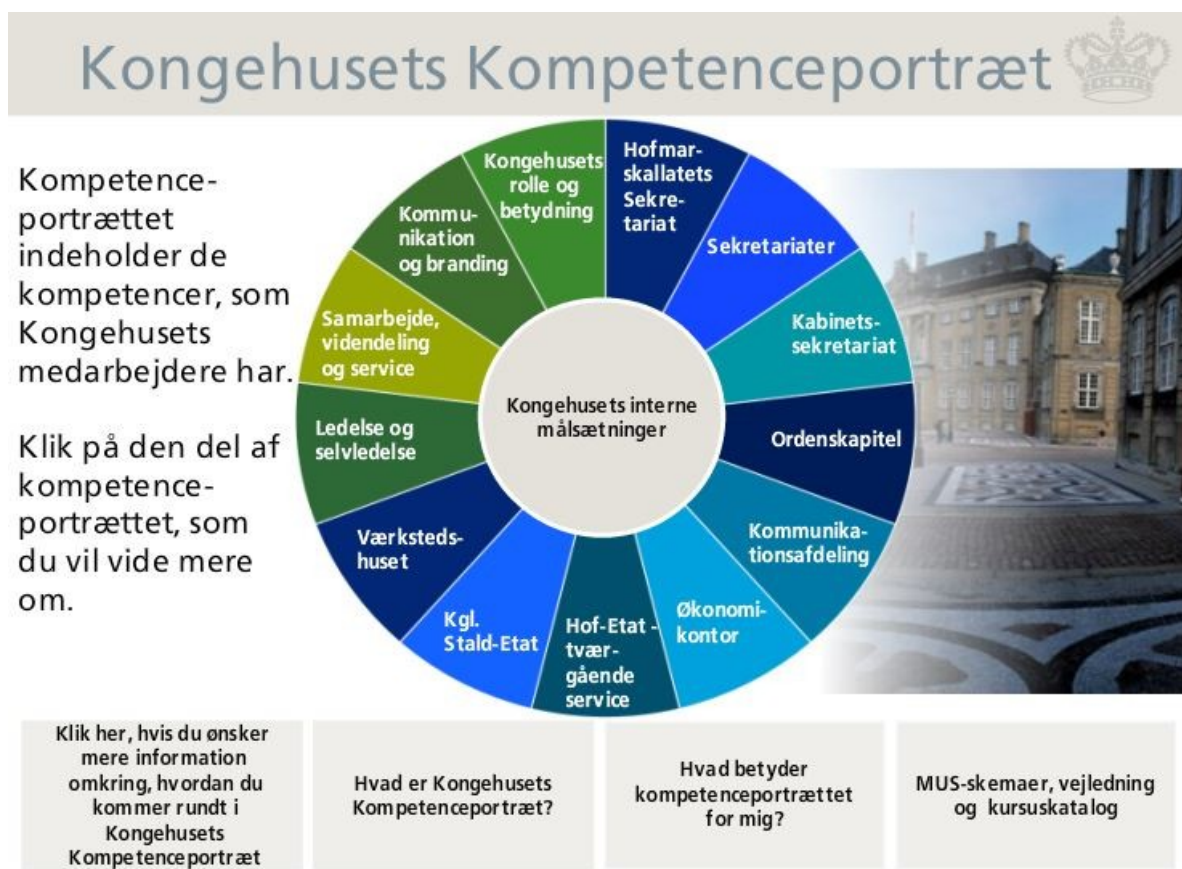 Kongehusets Kompetenceportræt
Kompetence-
portrættet
indeholder de
kompetencer, som
Kongehusets
medarbejdere har.
Klik på den del af
kompetence-
portrættet, som
du vil vide mere
om.
Kongehusets
rolle og
betydning
Hofmar-
skallatets
Sekre-
tariat
Sekretariater
Kabinets-
sekretariat
Ordenskapitel
Kommunika-
tionsafdeling
Økonomi-
kontor
Hof-Etat -
tvær-
gående
service
Kgl.
Stald-Etat
Værksteds-
huset
Ledelse og
selvledelse
Samarbejde,
videndeling
og service
Kommu-
nikation
og branding
Kongehusets interne
målsætninger
Klik her, hvis du ønsker
mere information
omkring, hvordan du
kommer rundt i
Kongehusets
Kompetenceportræt
Hvad er Kongehusets
Kompetenceportræt?
Hvad betyder
kompetenceportrættet
for mig?
MUS-skemaer, vejledning
og kursuskatalog